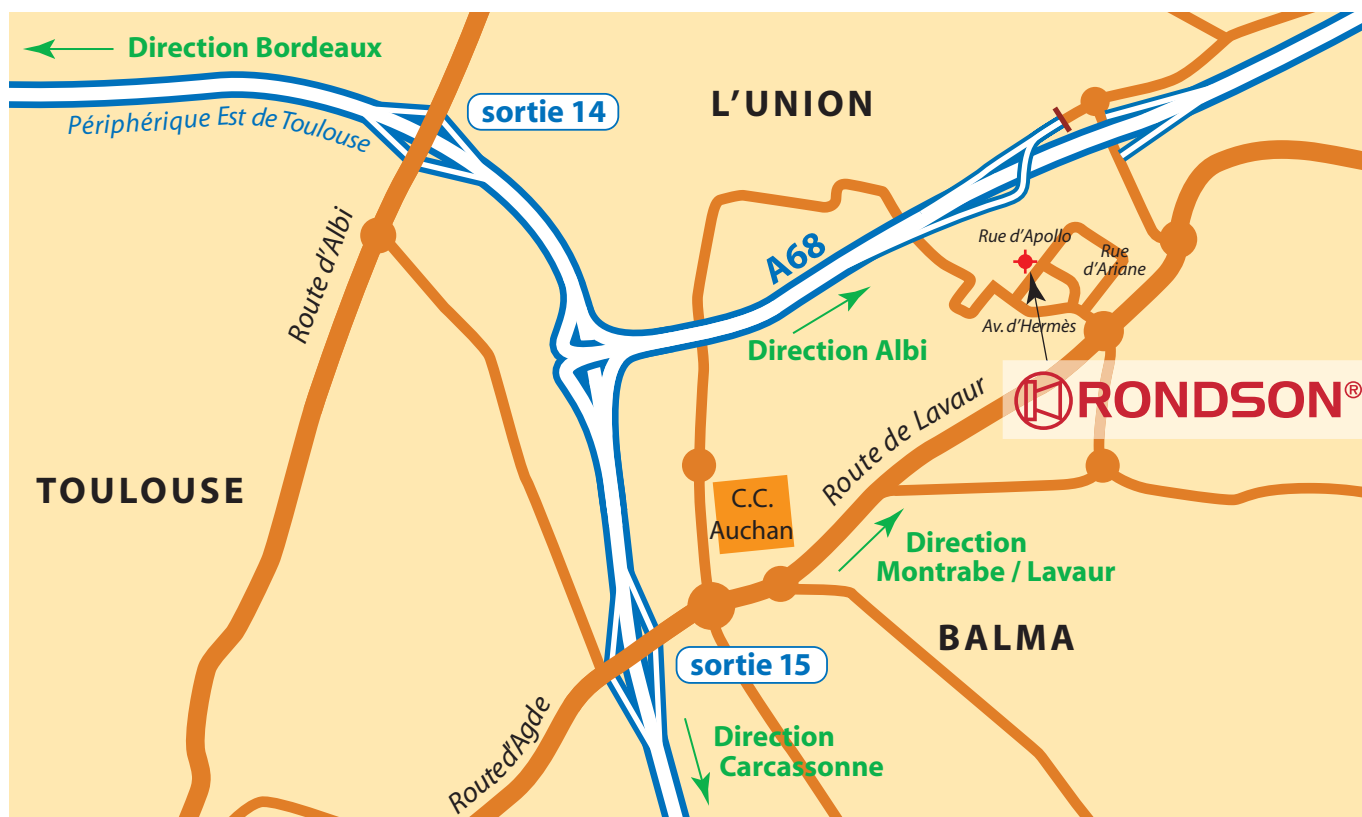 Direction Bordeaux
sortie 14
L'UNION
Périphérique Est de Toulouse
Route d'Albi
A68
Rue d'Apollo
Rue
d'Ariane
Av. d'Hermès
Direction Albi
RONDSON®
Route de Lavaur
TOULOUSE
C.C.
Auchan
Direction
Montrabe / Lavaur
BALMA
sortie 15
Route d'Agde
Direction
Carcassonne